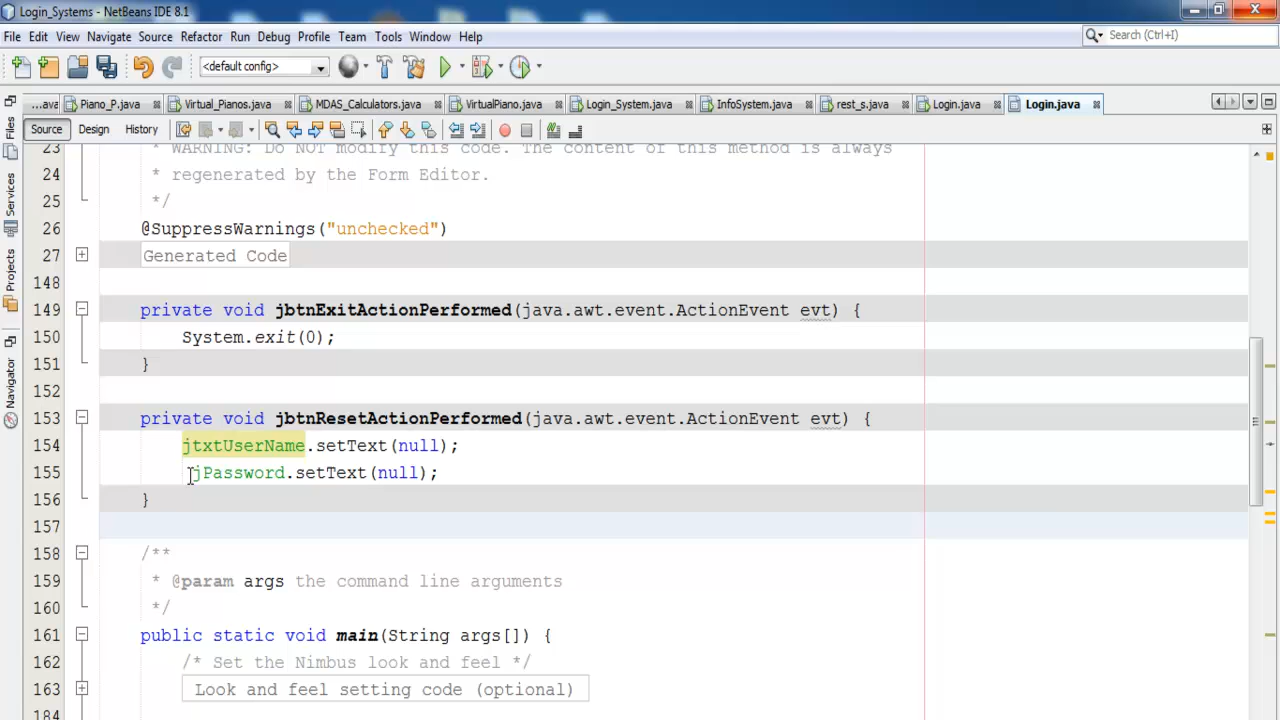 Login_Systems - NetBeans IDE 8.1
File Edit View Navigate Source Refactor Run Debug Profile Team Tools Window Help
Search (Ctrl+I)
<default config>
...ava Piano_P.java Virtual_Pianos.java MDAS_Calculators.java VirtualPiano.java Login_System.java InfoSystem.java rest_s.java Login.java Login.java
Source Design History
Files
Services
Projects
Navigator
23 * WARNING: Do NOT modify this code. The content of this method is always
24 * regenerated by the Form Editor.
25 */
26 @SuppressWarnings("unchecked")
27 Generated Code
148
149 private void jbtnExitActionPerformed(java.awt.event.ActionEvent evt) {
150 System.exit(0);
151 }
152
153 private void jbtnResetActionPerformed(java.awt.event.ActionEvent evt) {
154 jtxtUserName.setText(null);
155 jPassword.setText(null);
156 }
157
158 /**
159 * @param args the command line arguments
160 */
161 public static void main(String args[]) {
162 /* Set the Nimbus look and feel */
163 Look and feel setting code (optional)
184